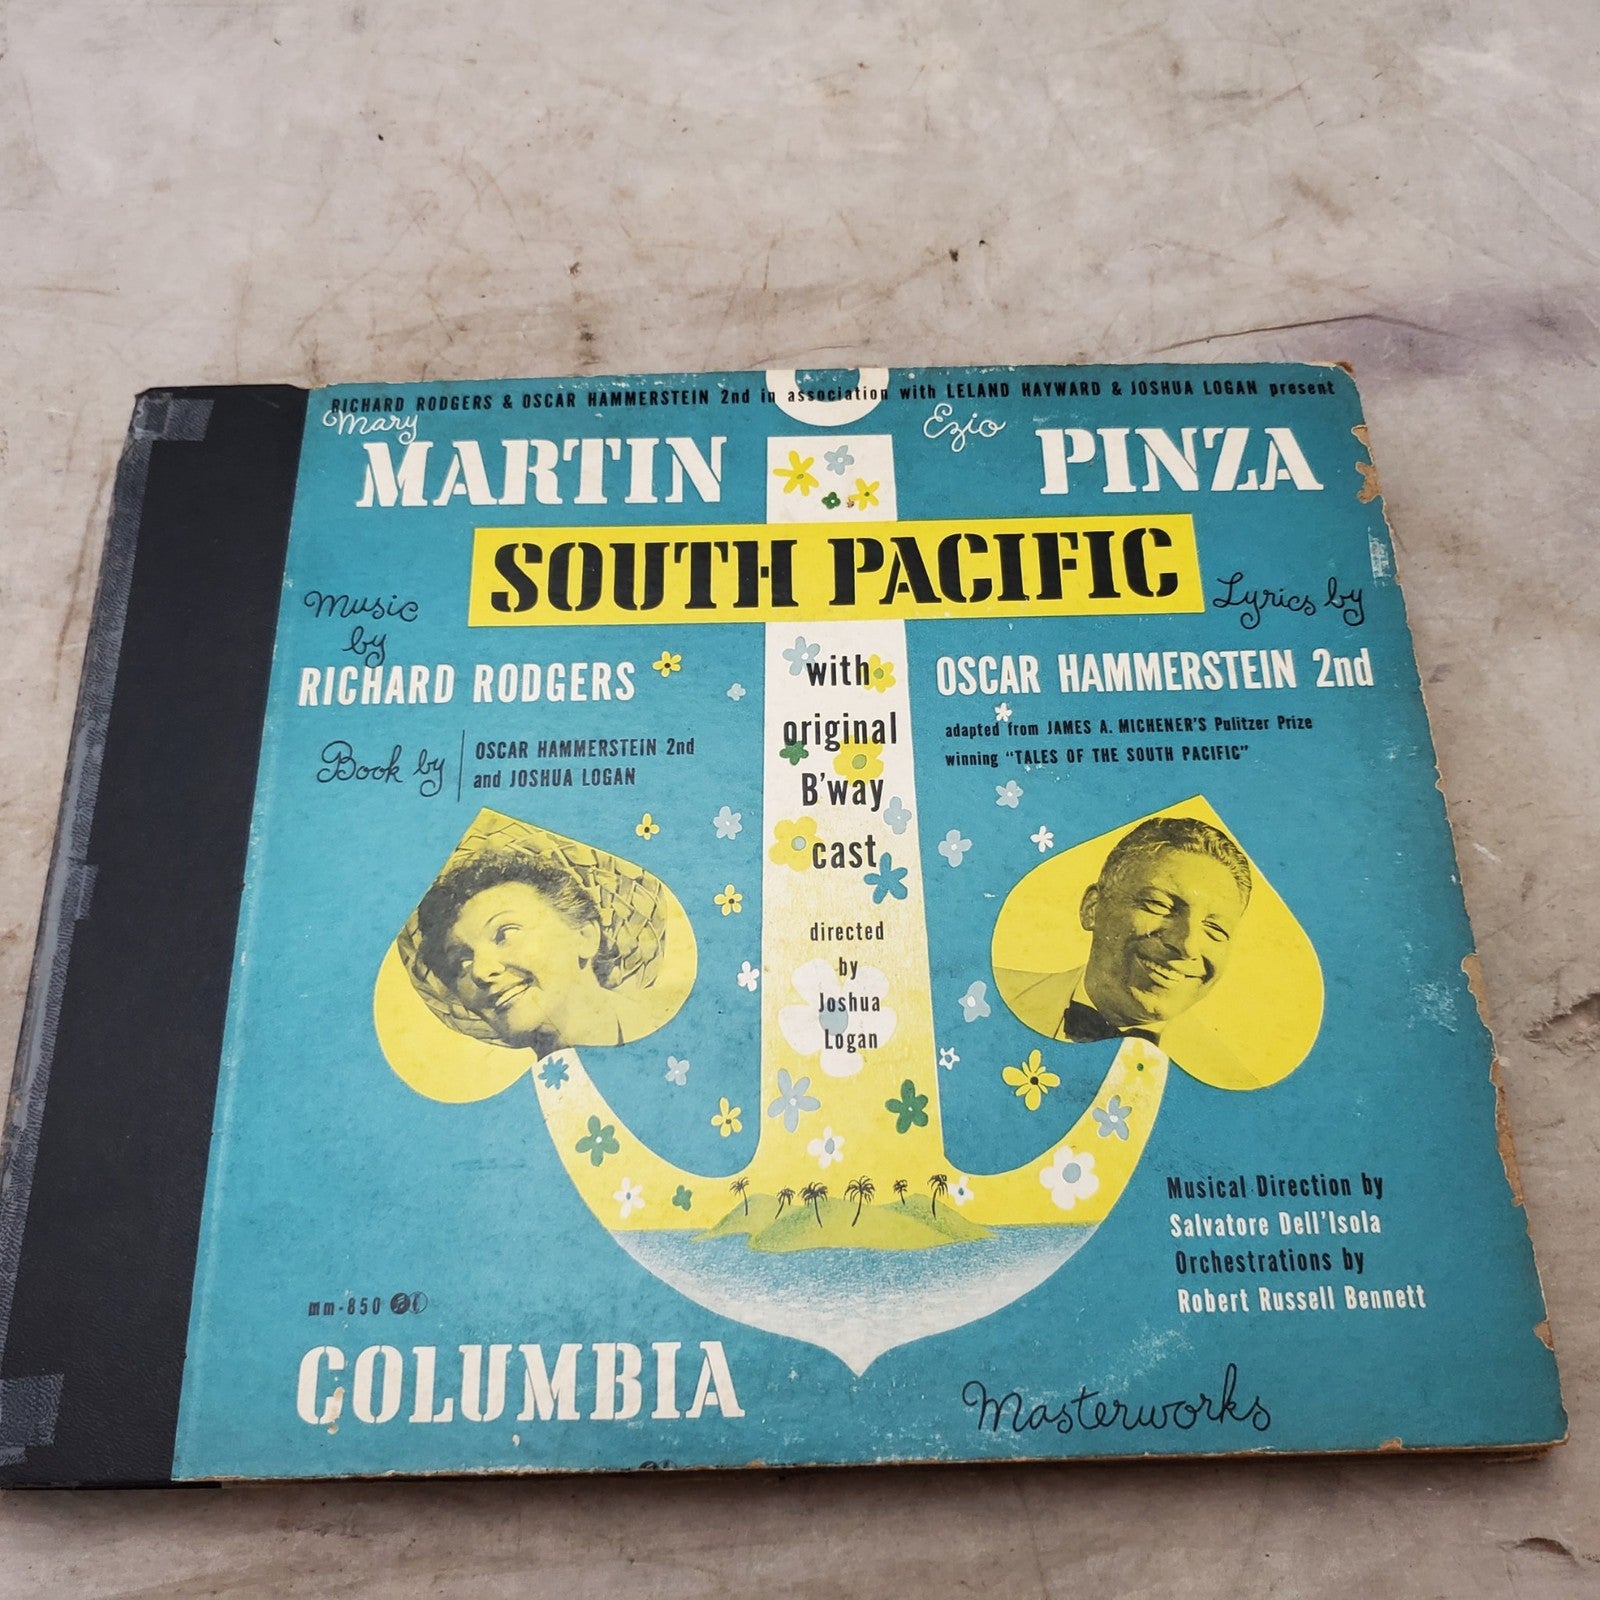 RICHARD RODGERS & OSCAR HAMMERSTEIN 2nd in association with LELAND HAYWARD & JOSHUA LOGAN present
Mary
MARTIN
Ezio
PINZA
SOUTH PACIFIC
Music
by
RICHARD RODGERS
Book by
OSCAR HAMMERSTEIN 2nd
and JOSHUA LOGAN
Lyrics by
OSCAR HAMMERSTEIN 2nd
adapted from JAMES A. MICHENER'S Pulitzer Prize
winning "TALES OF THE SOUTH PACIFIC"
with
original
B'way
cast
directed
by
Joshua
Logan
Musical Direction by
Salvatore Dell'Isola
Orchestrations by
Robert Russell Bennett
mm-850
COLUMBIA
Masterworks